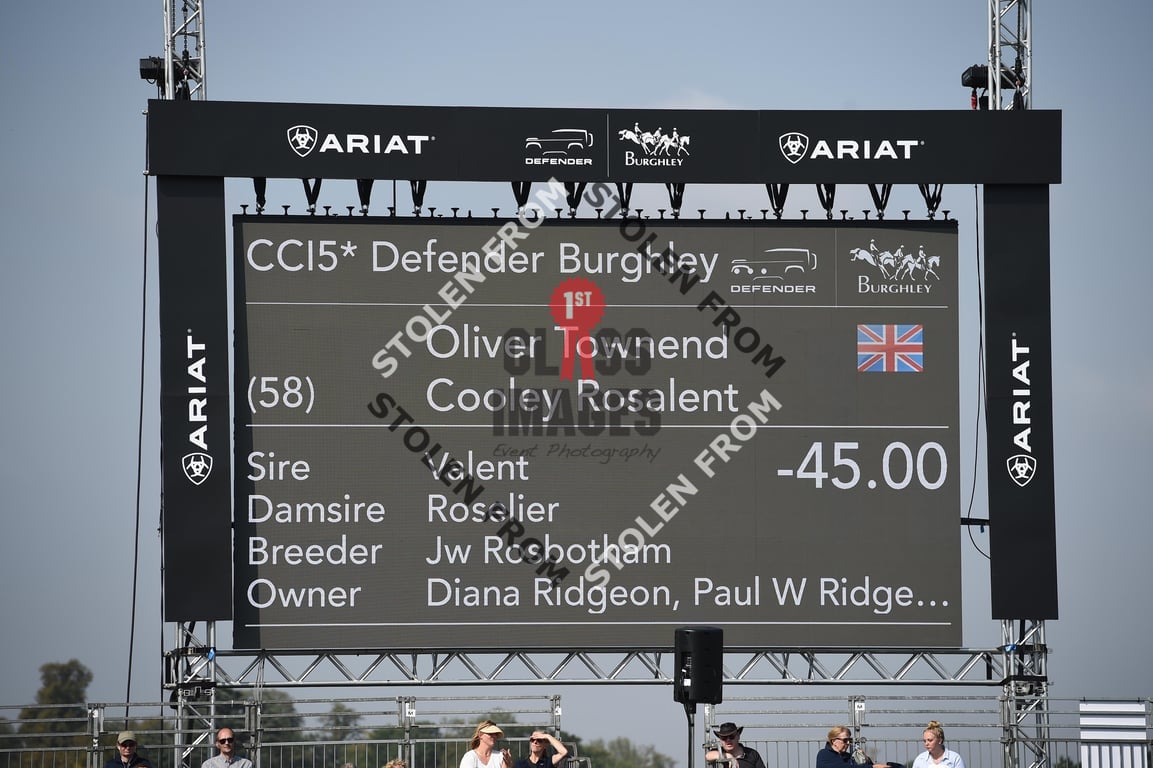 ARIAT DEFENDER BURGHLEY ARIAT
CCI5* Defender Burghley DEFENDER BURGHLEY
Oliver Townend
(58) Cooley Rosalent
-45.00
Sire Valent
Damsire Roselier
Breeder Jw Rosbotham
Owner Diana Ridgeon, Paul W Ridge...
ARIAT
ARIAT
1ST
CLASS
IMAGES
Event Photography
STOLEN FROM
STOLEN FROM
STOLEN FROM
STOLEN FROM